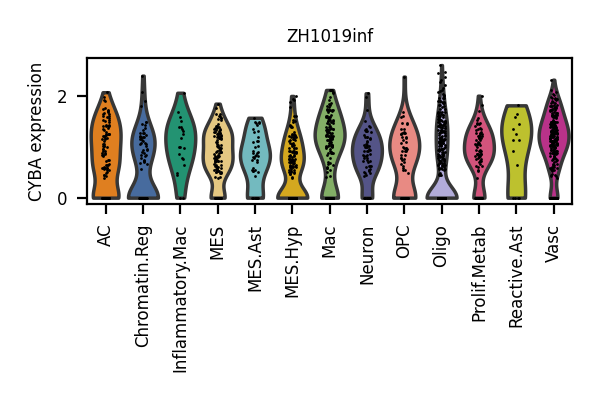 ZH1019inf
CYBA expression
2
0
AC
Chromatin.Reg
Inflammatory.Mac
MES
MES.Ast
MES.Hyp
Mac
Neuron
OPC
Oligo
Prolif.Metab
Reactive.Ast
Vasc